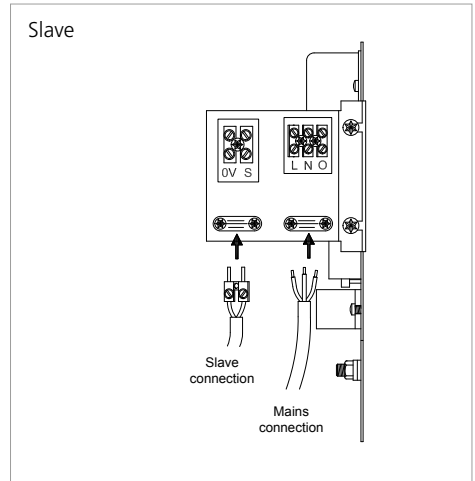 Slave
0V S
L N O
Slave
connection
Mains
connection